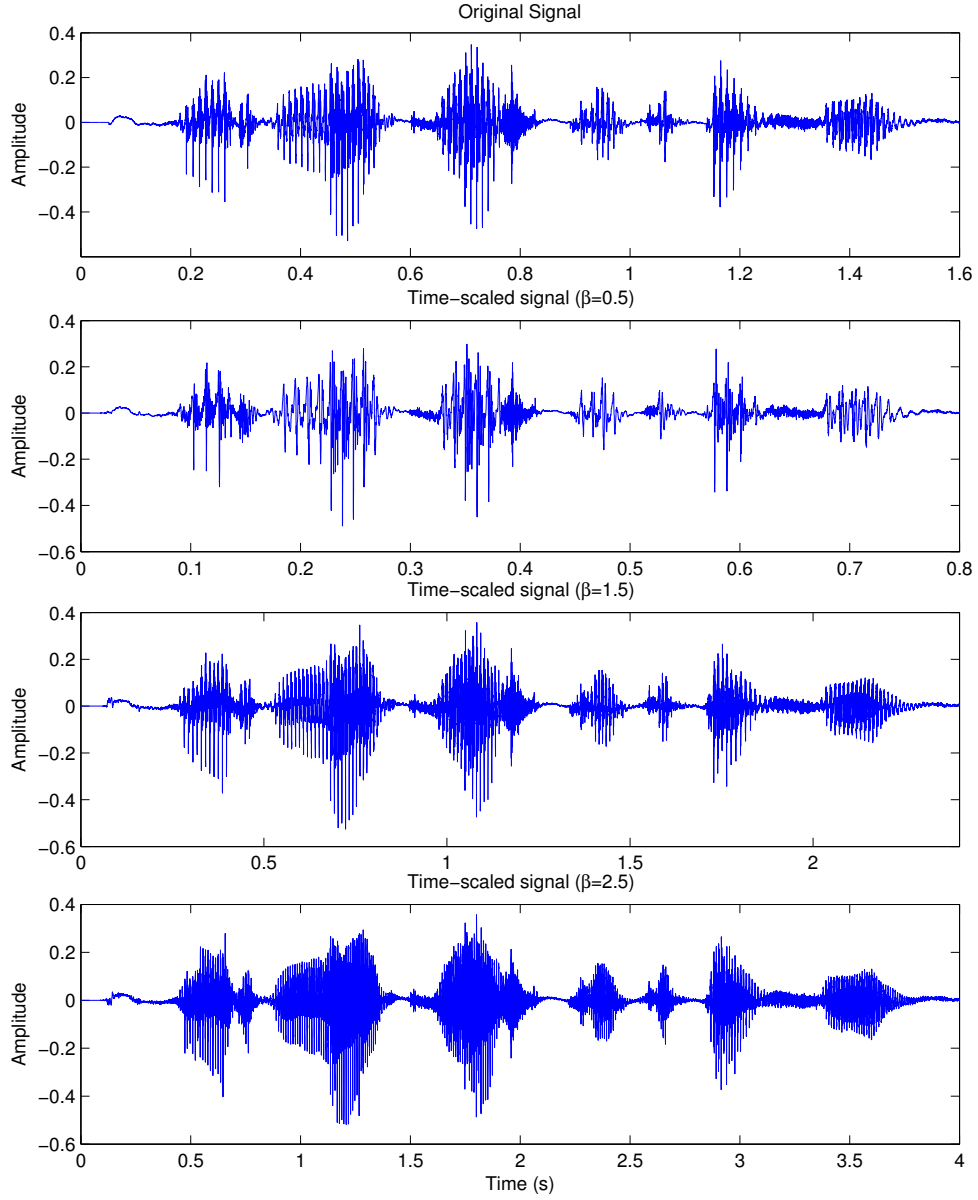 Original Signal
0.4
0.2
0
−0.2
−0.4
Amplitude
0 0.2 0.4 0.6 0.8 1 1.2 1.4 1.6
Time−scaled signal (β=0.5)
0.4
0.2
0
−0.2
−0.4
−0.6
Amplitude
0 0.1 0.2 0.3 0.4 0.5 0.6 0.7 0.8
Time−scaled signal (β=1.5)
0.4
0.2
0
−0.2
−0.4
−0.6
Amplitude
0 0.5 1 1.5 2
Time−scaled signal (β=2.5)
0.4
0.2
0
−0.2
−0.4
−0.6
Amplitude
0 0.5 1 1.5 2 2.5 3 3.5 4
Time (s)